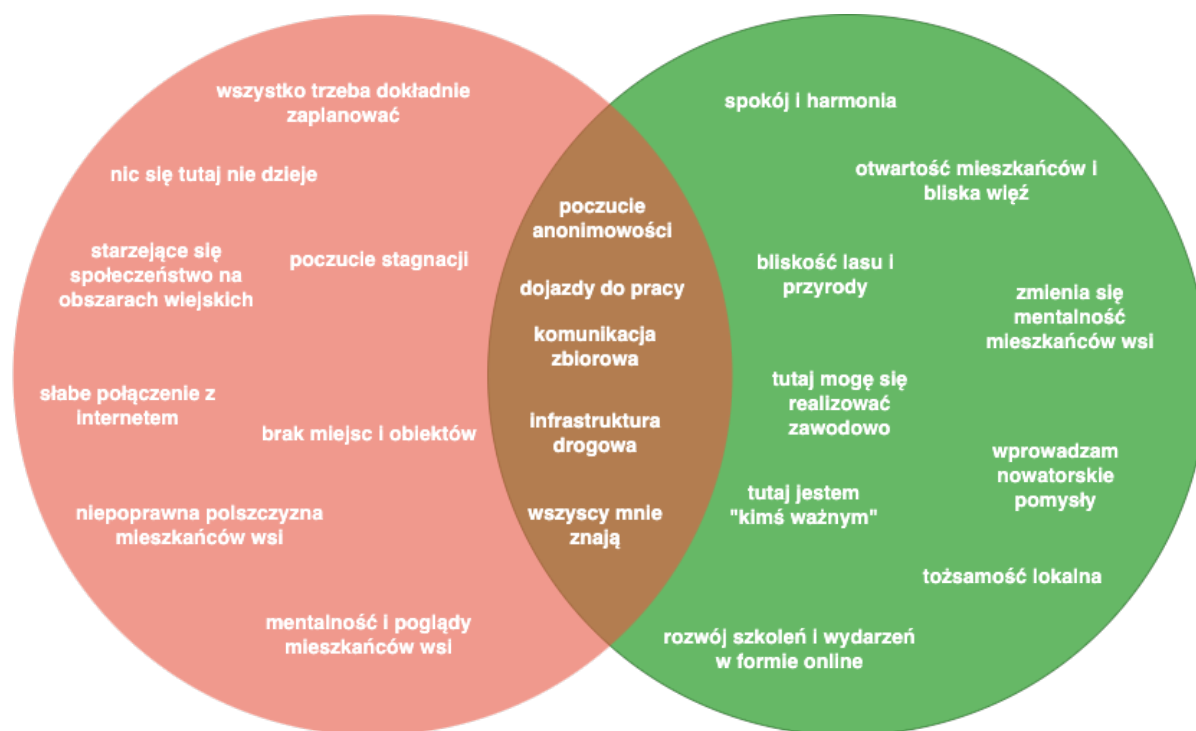 wszystko trzeba dokładnie
zaplanować
nic się tutaj nie dzieje
starzejące się
społeczeństwo na
obszarach wiejskich
poczucie stagnacji
słabe połączenie z
internetem
brak miejsc i obiektów
niepoprawna polszczyzna
mieszkańców wsi
mentalność i poglądy
mieszkańców wsi
poczucie
anonimowości
dojazdy do pracy
komunikacja
zbiorowa
infrastruktura
drogowa
wszyscy mnie
znają
spokój i harmonia
otwartość mieszkańców i
bliska więź
bliskość lasu i
przyrody
zmienia się
mentalność
mieszkańców wsi
tutaj mogę się
realizować
zawodowo
wprowadzam
nowatorskie
pomysły
tutaj jestem
"kimś ważnym"
tożsamość lokalna
rozwój szkoleń i wydarzeń
w formie online